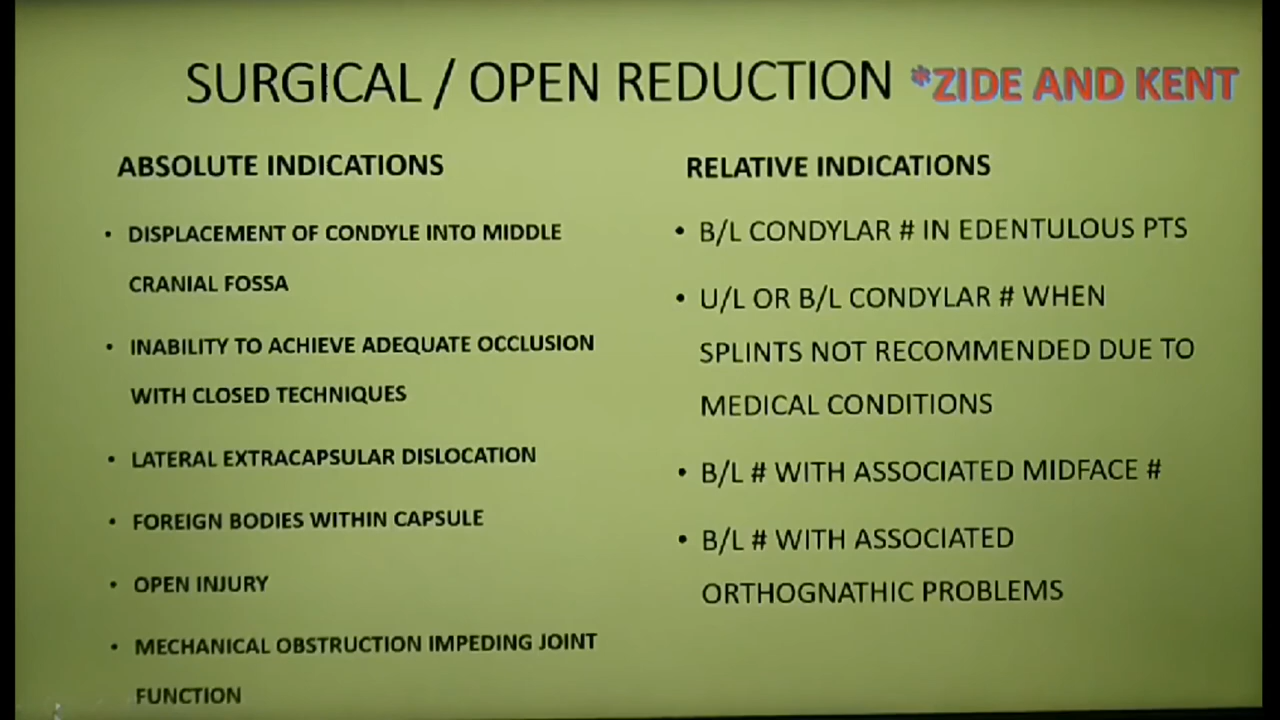 SURGICAL / OPEN REDUCTION *ZIDE AND KENT
ABSOLUTE INDICATIONS
• DISPLACEMENT OF CONDYLE INTO MIDDLE
CRANIAL FOSSA
• INABILITY TO ACHIEVE ADEQUATE OCCLUSION
WITH CLOSED TECHNIQUES
• LATERAL EXTRACAPSULAR DISLOCATION
• FOREIGN BODIES WITHIN CAPSULE
• OPEN INJURY
• MECHANICAL OBSTRUCTION IMPEDING JOINT
FUNCTION
RELATIVE INDICATIONS
• B/L CONDYLAR # IN EDENTULOUS PTS
• U/L OR B/L CONDYLAR # WHEN
SPLINTS NOT RECOMMENDED DUE TO
MEDICAL CONDITIONS
• B/L # WITH ASSOCIATED MIDFACE #
• B/L # WITH ASSOCIATED
ORTHOGNATHIC PROBLEMS